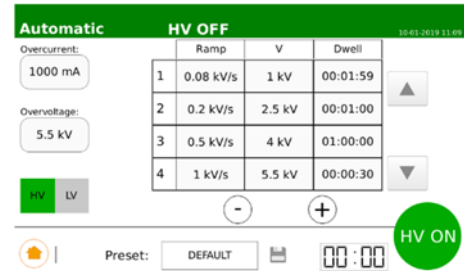 Automatic HV OFF 10-01-2019 11:09
Overcurrent:
1000 mA
Overvoltage:
5.5 kV
HV LV
Ramp V Dwell
1 0.08 kV/s 1 kV 00:01:59
2 0.2 kV/s 2.5 kV 00:01:00
3 0.5 kV/s 4 kV 01:00:00
4 1 kV/s 5.5 kV 00:00:30
- +
HV ON
Preset: DEFAULT 00:00